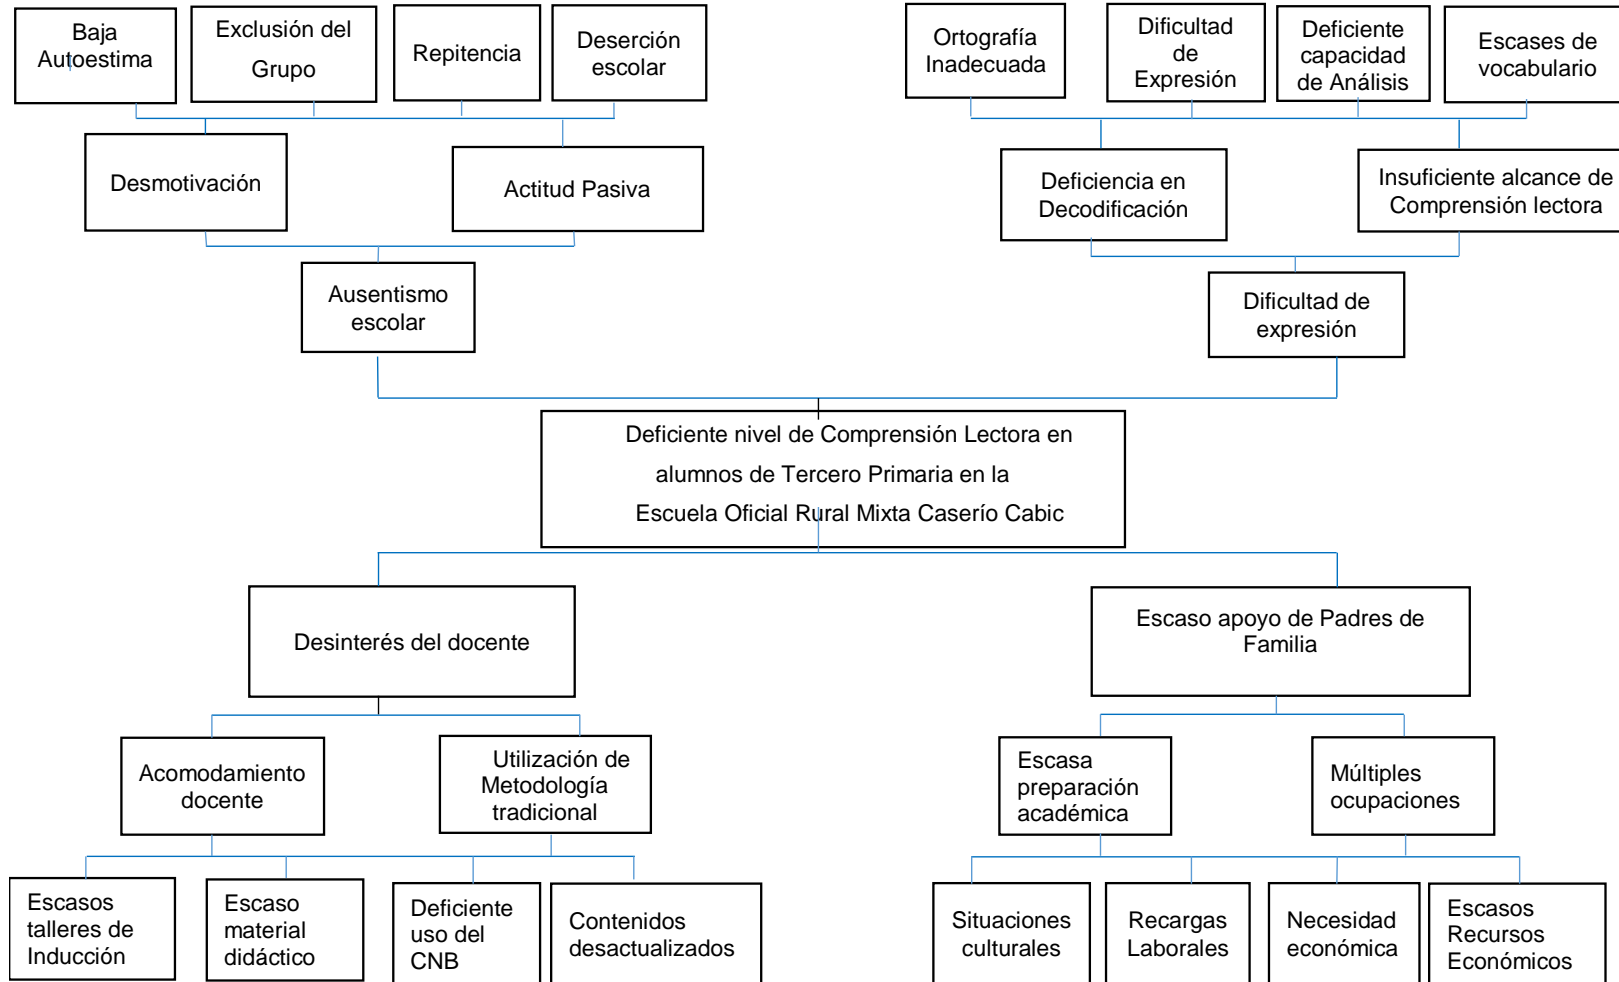 Baja
Autoestima
Exclusión del
Grupo
Repitencia
Deserción
escolar
Ortografía
Inadecuada
Dificultad
de
Expresión
Deficiente
capacidad
de Análisis
Escases de
vocabulario
Desmotivación
Actitud Pasiva
Deficiencia en
Decodificación
Insuficiente alcance de
Comprensión lectora
Ausentismo
escolar
Dificultad de
expresión
Deficiente nivel de Comprensión Lectora en
alumnos de Tercero Primaria en la
Escuela Oficial Rural Mixta Caserío Cabic
Desinterés del docente
Escaso apoyo de Padres de
Familia
Acomodamiento
docente
Utilización de
Metodología
tradicional
Escasa
preparación
académica
Múltiples
ocupaciones
Escasos
talleres de
Inducción
Escaso
material
didáctico
Deficiente
uso del
CNB
Contenidos
desactualizados
Situaciones
culturales
Recargas
Laborales
Necesidad
económica
Escasos
Recursos
Económicos